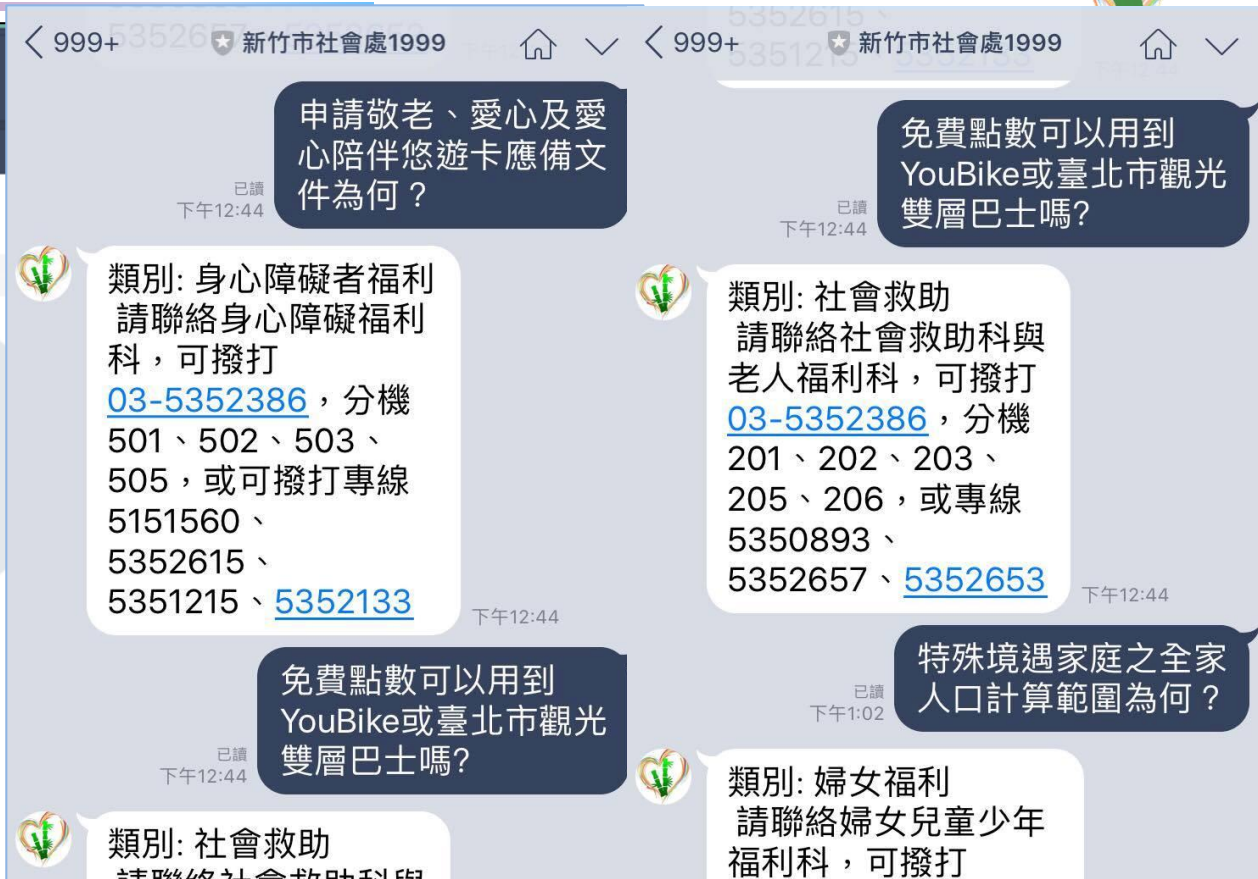 < 999+ 新竹市社會處1999
申請敬老、愛心及愛
心陪伴悠遊卡應備文
件為何？
已讀
下午12:44
類別: 身心障礙者福利
請聯絡身心障礙福利
科，可撥打
03-5352386，分機
501、502、503、
505，或可撥打專線
5151560、
5352615、
5351215、5352133
下午12:44
免費點數可以用到
YouBike或臺北市觀光
雙層巴士嗎?
已讀
下午12:44
類別: 社會救助
請聯絡社會救助科與
5352615、
< 999+ 新竹市社會處1999
免費點數可以用到
YouBike或臺北市觀光
雙層巴士嗎?
已讀
下午12:44
類別: 社會救助
請聯絡社會救助科與
老人福利科，可撥打
03-5352386，分機
201、202、203、
205、206，或專線
5350893、
5352657、5352653
下午12:44
特殊境遇家庭之全家
人口計算範圍為何？
已讀
下午1:02
類別: 婦女福利
請聯絡婦女兒童少年
福利科，可撥打